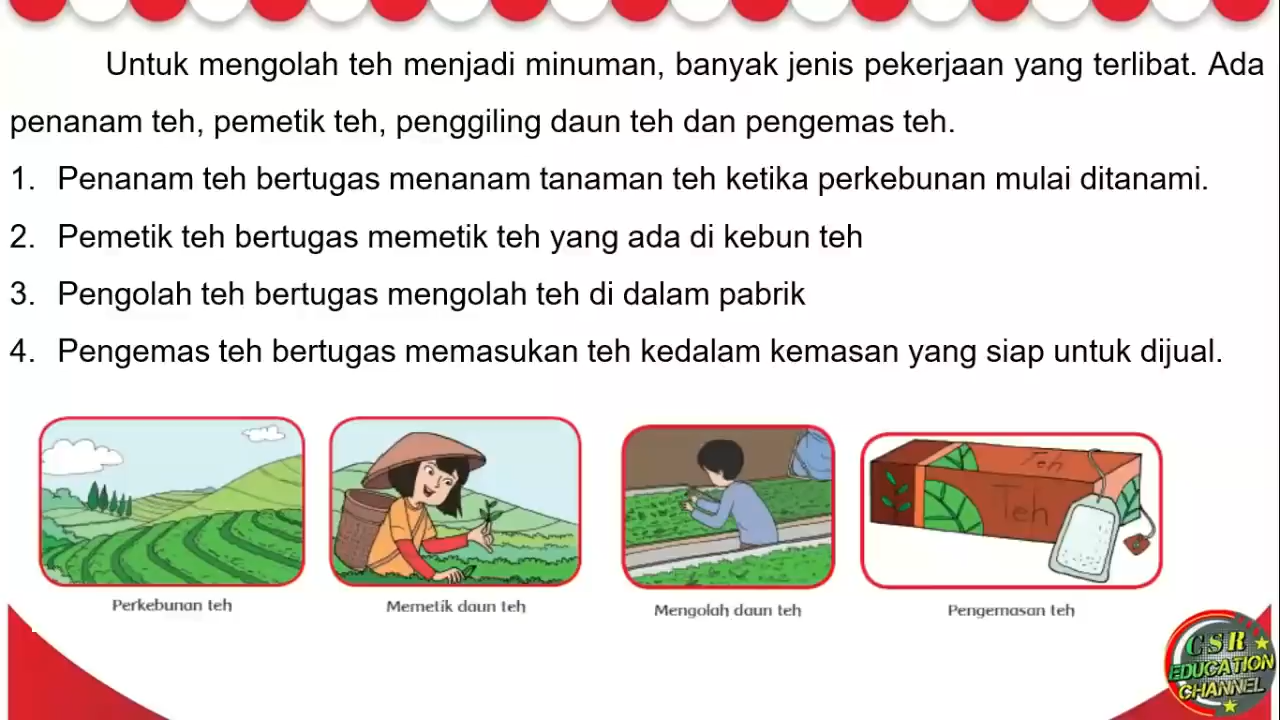 Untuk mengolah teh menjadi minuman, banyak jenis pekerjaan yang terlibat. Ada
penanam teh, pemetik teh, penggiling daun teh dan pengemas teh.
1. Penanam teh bertugas menanam tanaman teh ketika perkebunan mulai ditanami.
2. Pemetik teh bertugas memetik teh yang ada di kebun teh
3. Pengolah teh bertugas mengolah teh di dalam pabrik
4. Pengemas teh bertugas memasukan teh kedalam kemasan yang siap untuk dijual.
Teh
Teh
Perkebunan teh
Memetik daun teh
Mengolah daun teh
Pengemasan teh
CSR
EDUCATION
CHANNEL